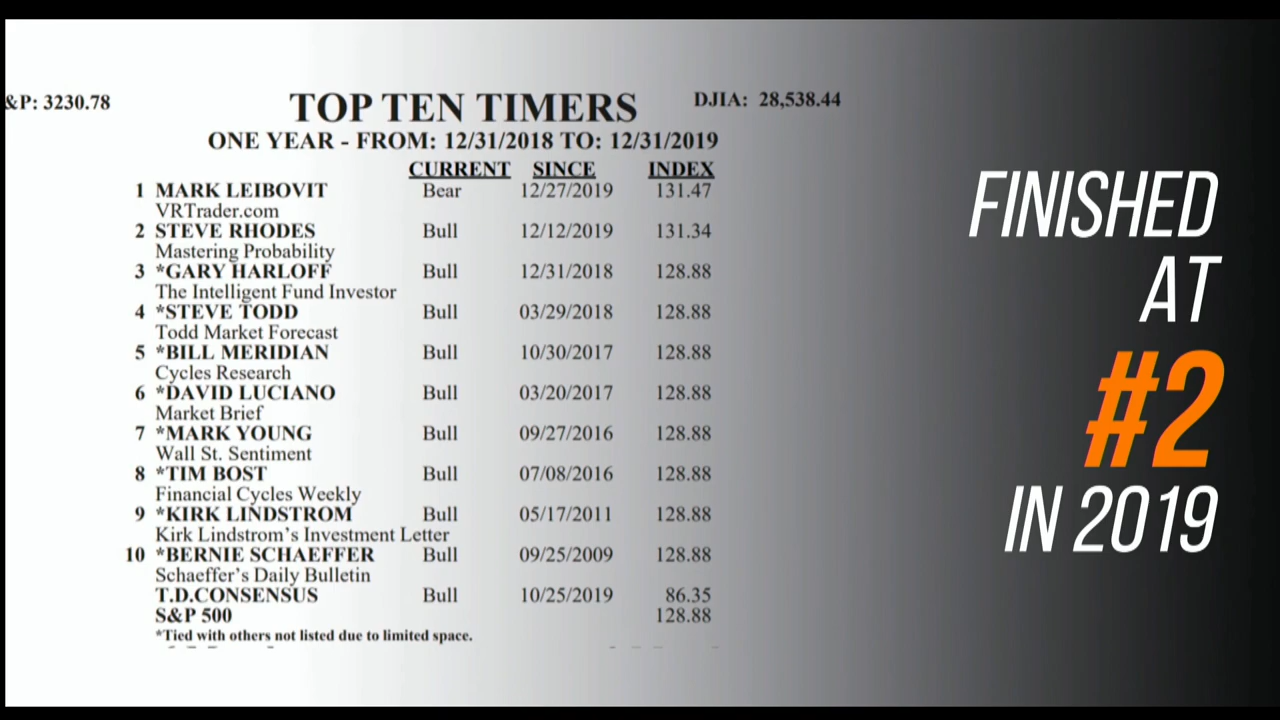 &P: 3230.78
TOP TEN TIMERS
DJIA: 28,538.44
ONE YEAR - FROM: 12/31/2018 TO: 12/31/2019
CURRENT SINCE INDEX
1 MARK LEIBOVIT Bear 12/27/2019 131.47
VRTrader.com
2 STEVE RHODES Bull 12/12/2019 131.34
Mastering Probability
3 *GARY HARLOFF Bull 12/31/2018 128.88
The Intelligent Fund Investor
4 *STEVE TODD Bull 03/29/2018 128.88
Todd Market Forecast
5 *BILL MERIDIAN Bull 10/30/2017 128.88
Cycles Research
6 *DAVID LUCIANO Bull 03/20/2017 128.88
Market Brief
7 *MARK YOUNG Bull 09/27/2016 128.88
Wall St. Sentiment
8 *TIM BOST Bull 07/08/2016 128.88
Financial Cycles Weekly
9 *KIRK LINDSTROM Bull 05/17/2011 128.88
Kirk Lindstrom's Investment Letter
10 *BERNIE SCHAEFFER Bull 09/25/2009 128.88
Schaeffer's Daily Bulletin
T.D.CONSENSUS Bull 10/25/2019 86.35
S&P 500 128.88
*Tied with others not listed due to limited space.
FINISHED
AT
#2
IN 2019